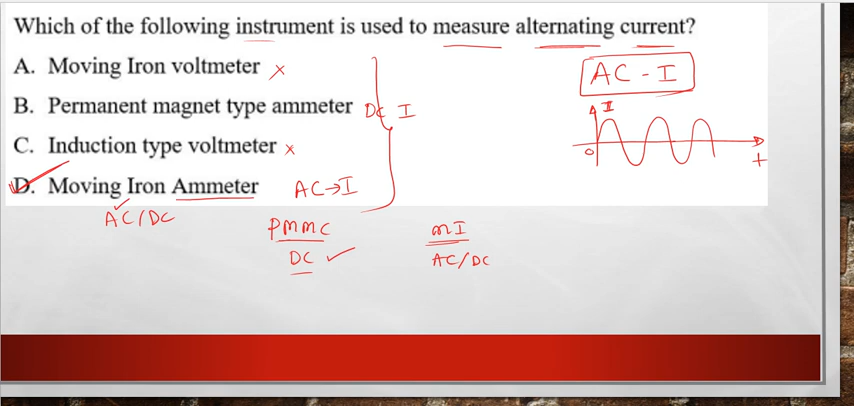 Which of the following instrument is used to measure alternating current?
A. Moving Iron voltmeter x
AC - I
B. Permanent magnet type ammeter DC I
I
C. Induction type voltmeter x
O
t
D. Moving Iron Ammeter AC→I
AC/DC
PMMC
DC ✓
mI
AC/DC